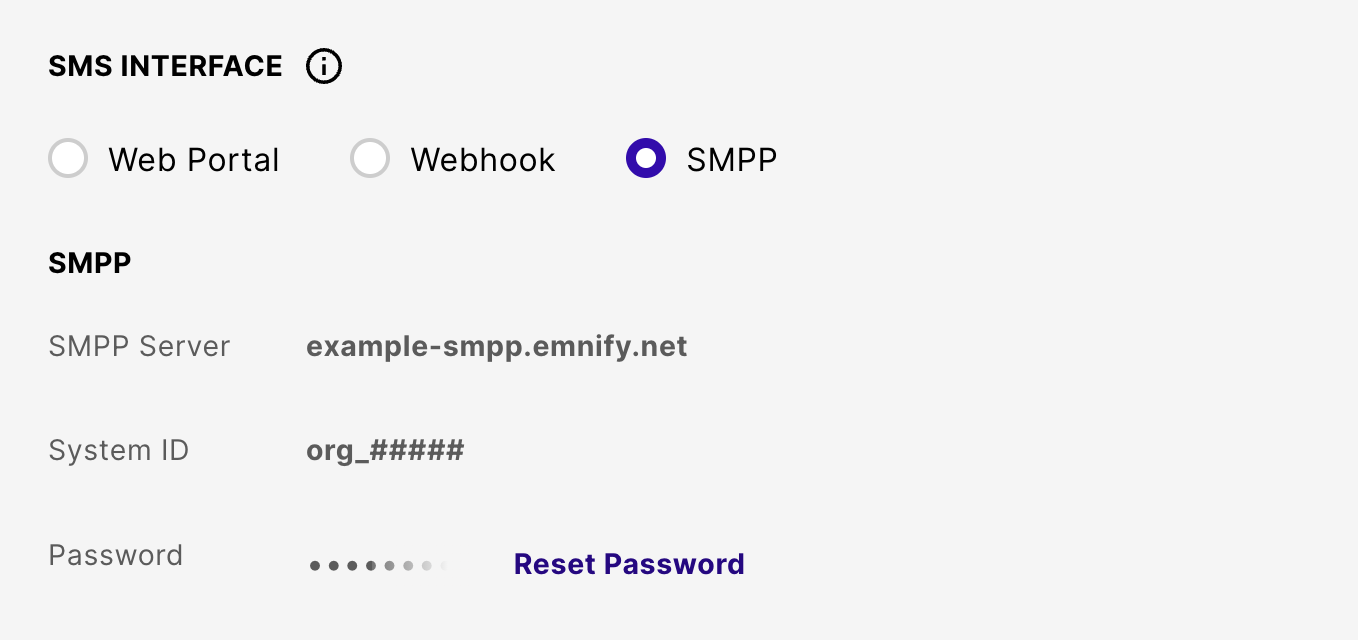 SMS INTERFACE
Web Portal Webhook SMPP
SMPP
SMPP Server example-smpp.emnify.net
System ID org_#####
Password •••••••• Reset Password